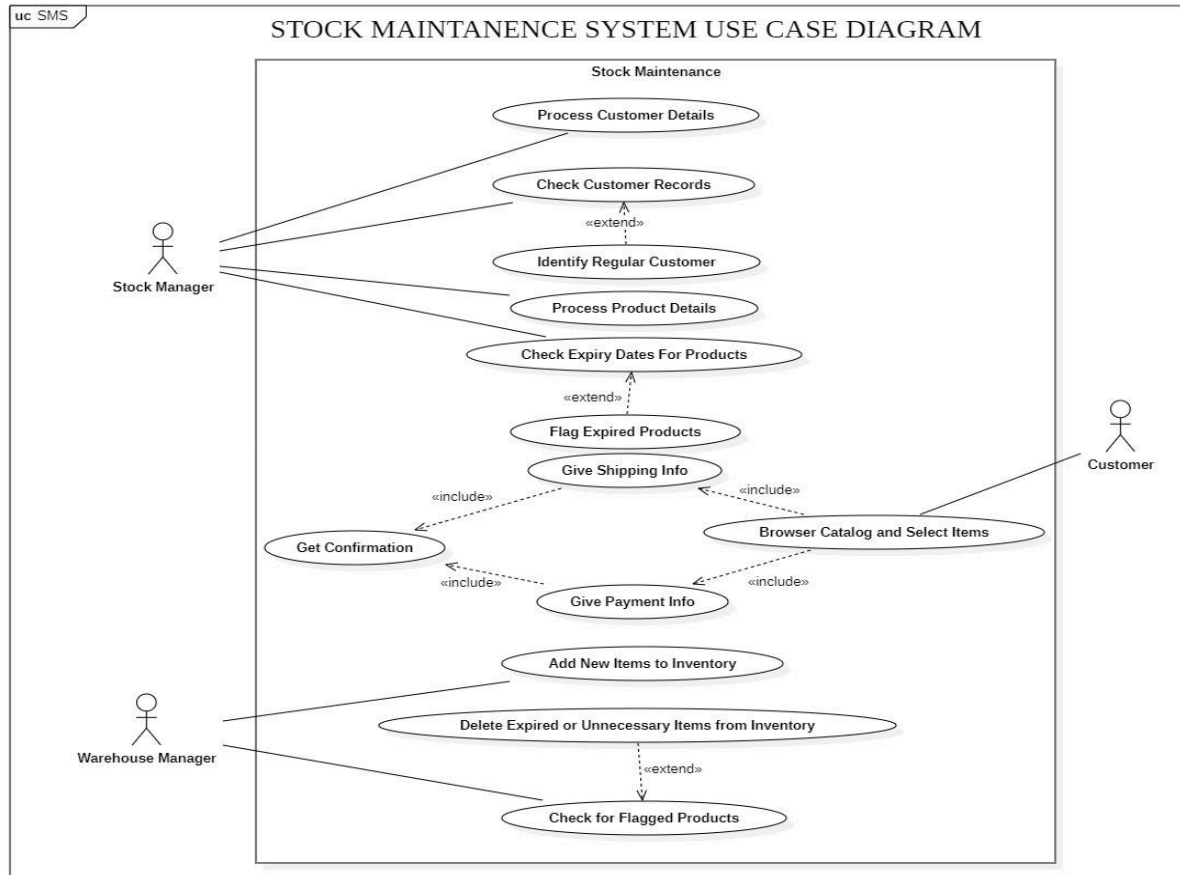 uc SMS
STOCK MAINTANENCE SYSTEM USE CASE DIAGRAM
Stock Maintenance
Process Customer Details
Check Customer Records
«extend»
Identify Regular Customer
Stock Manager
Process Product Details
Check Expiry Dates For Products
«extend»
Flag Expired Products
Give Shipping Info
Customer
«include»
«include»
Browser Catalog and Select Items
Get Confirmation
«include»
«include»
Give Payment Info
Add New Items to Inventory
Delete Expired or Unnecessary Items from Inventory
Warehouse Manager
«extend»
Check for Flagged Products